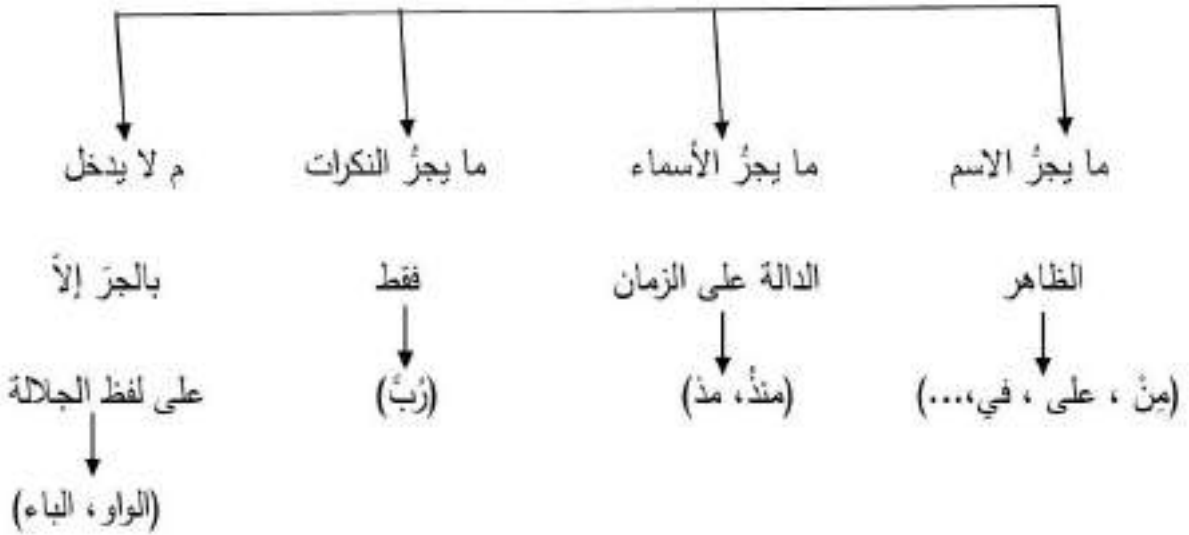 ما يجرُّ الاسم
الظاهر
(مِنْ ، على ، في،...)
ما يجرُّ الأسماء
الدالة على الزمان
(منذُ، مذ)
ما يجرُّ النكرات
فقط
(رُبَّ)
م لا يدخل
بالجرَ إلاّ
على لفظ الجلالة
(الواو، الباء)